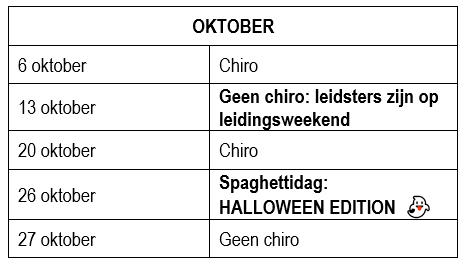 OKTOBER
6 oktober Chiro
13 oktober Geen chiro: leidsters zijn op
leidingsweekend
20 oktober Chiro
26 oktober Spaghettidag:
HALLOWEEN EDITION 👻
27 oktober Geen chiro